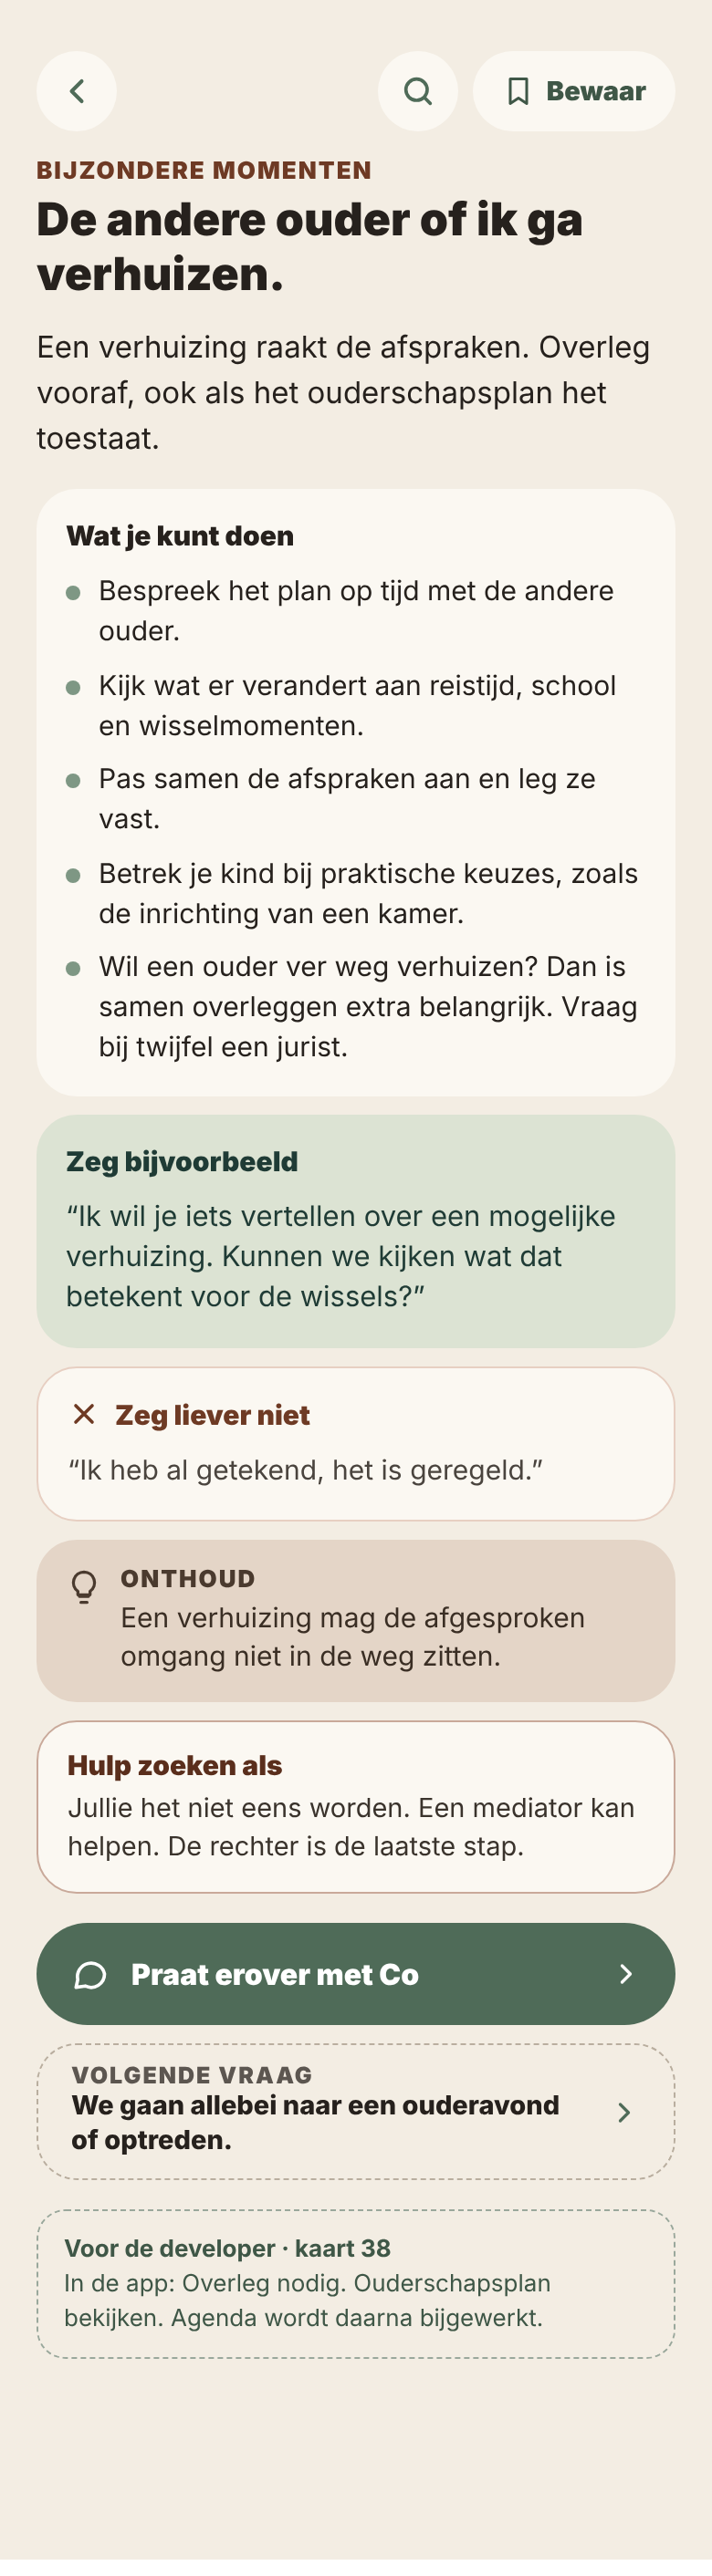 Bewaar
BIJZONDERE MOMENTEN
De andere ouder of ik ga
verhuizen.
Een verhuizing raakt de afspraken. Overleg
vooraf, ook als het ouderschapsplan het
toestaat.
Wat je kunt doen
Bespreek het plan op tijd met de andere
ouder.
Kijk wat er verandert aan reistijd, school
en wisselmomenten.
Pas samen de afspraken aan en leg ze
vast.
Betrek je kind bij praktische keuzes, zoals
de inrichting van een kamer.
Wil een ouder ver weg verhuizen? Dan is
samen overleggen extra belangrijk. Vraag
bij twijfel een jurist.
Zeg bijvoorbeeld
“Ik wil je iets vertellen over een mogelijke
verhuizing. Kunnen we kijken wat dat
betekent voor de wissels?”
Zeg liever niet
“Ik heb al getekend, het is geregeld.”
ONTHOUD
Een verhuizing mag de afgesproken
omgang niet in de weg zitten.
Hulp zoeken als
Jullie het niet eens worden. Een mediator kan
helpen. De rechter is de laatste stap.
Praat erover met Co
VOLGENDE VRAAG
We gaan allebei naar een ouderavond
of optreden.
Voor de developer · kaart 38
In de app: Overleg nodig. Ouderschapsplan
bekijken. Agenda wordt daarna bijgewerkt.